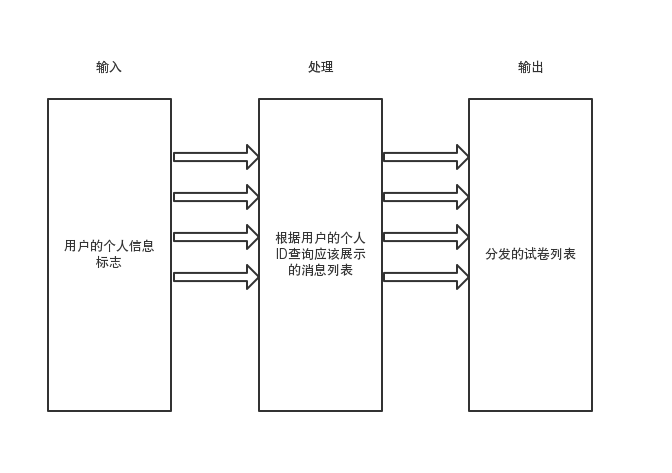 输入
处理
输出
用户的个人信息
标志
根据用户的个人
ID查询应该展示
的消息列表
分发的试卷列表